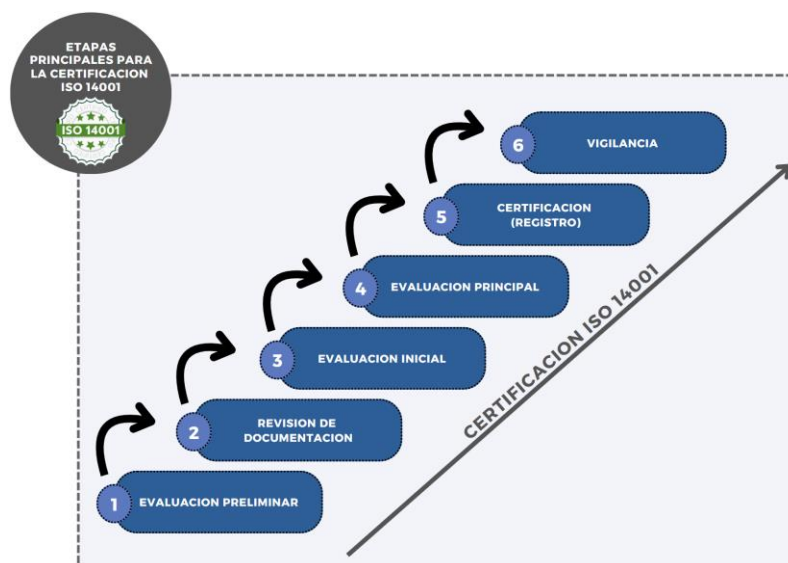 ETAPAS
PRINCIPALES PARA
LA CERTIFICACION
ISO 14001
ISO 14001
6
VIGILANCIA
5
CERTIFICACION
(REGISTRO)
4
EVALUACION PRINCIPAL
3
EVALUACION INICIAL
2
REVISION DE
DOCUMENTACION
1
EVALUACION PRELIMINAR
CERTIFICACION ISO 14001